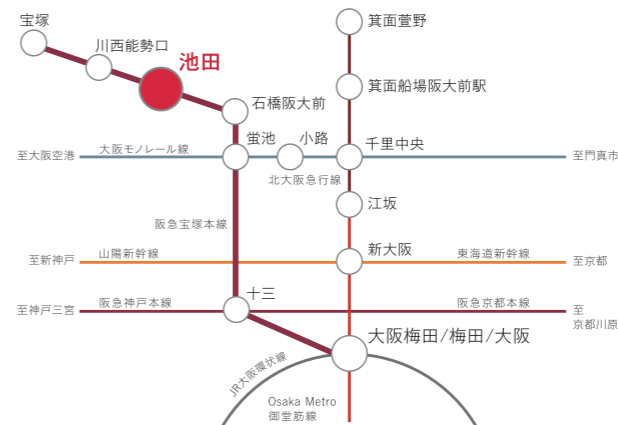 宝塚
川西能勢口
池田
石橋阪大前
箕面萱野
箕面船場阪大前駅
蛍池
小路
千里中央
至大阪空港
大阪モノレール線
至門真市
北大阪急行線
江坂
阪急宝塚本線
新大阪
至新神戸
山陽新幹線
東海道新幹線
至京都
十三
至神戸三宮
阪急神戸本線
阪急京都本線
至
京都川原
大阪梅田/梅田/大阪
JR大阪環状線
Osaka Metro
御堂筋線